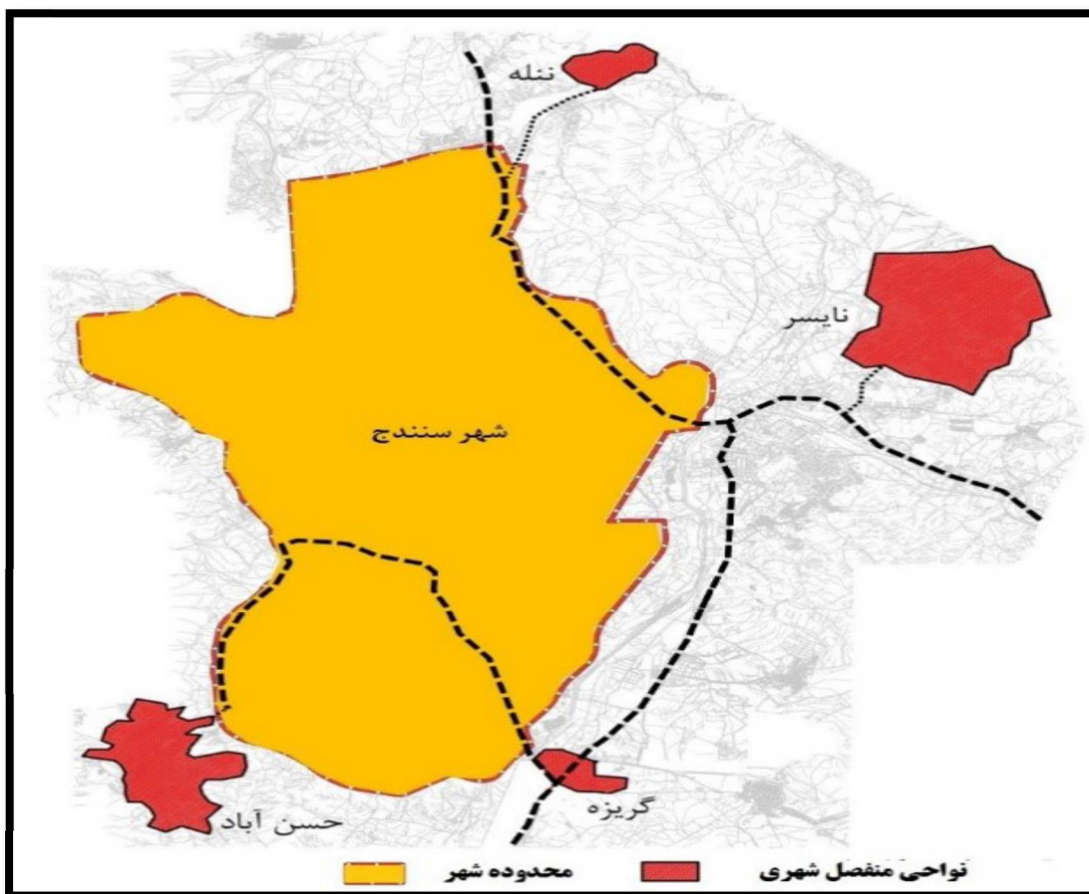 ننله
نایسر
شهر سنندج
گریزه
حسن آباد
نواحی منفصل شهری
محدوده شهر